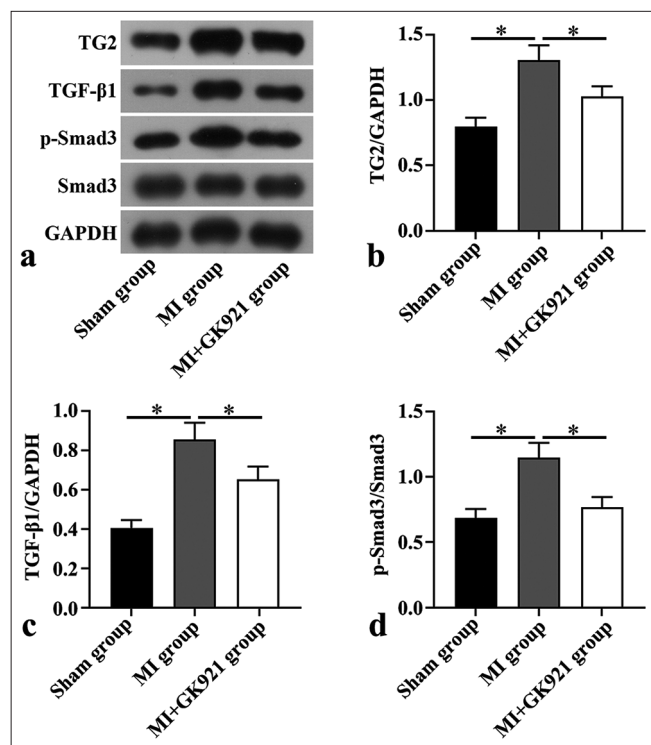 TG2
TGF-β1
p-Smad3
Smad3
GAPDH
a
Sham group
MI group
MI+GK921 group
TG2/GAPDH
1.5
1.0
0.5
0.0
* *
b
Sham group
MI group
MI+GK921 group
TGF-β1/GAPDH
1.0
0.8
0.6
0.4
0.2
0.0
* *
c
Sham group
MI group
MI+GK921 group
p-Smad3/Smad3
1.5
1.0
0.5
0.0
* *
d
Sham group
MI group
MI+GK921 group